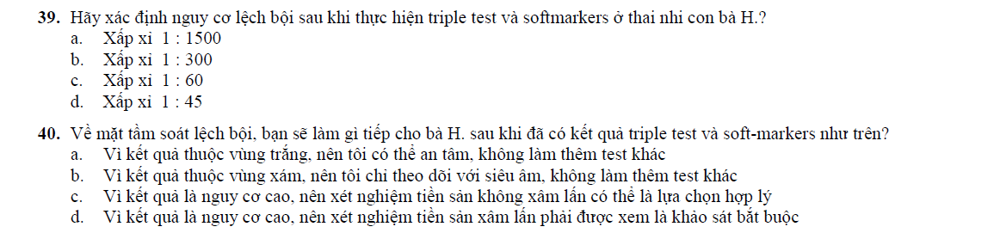 39. Hãy xác định nguy cơ lệch bội sau khi thực hiện triple test và softmarkers ở thai nhi con bà H.?
a. Xấp xỉ 1 : 1500
b. Xấp xỉ 1 : 300
c. Xấp xỉ 1 : 60
d. Xấp xỉ 1 : 45
40. Về mặt tầm soát lệch bội, bạn sẽ làm gì tiếp cho bà H. sau khi đã có kết quả triple test và soft-markers như trên?
a. Vì kết quả thuộc vùng trắng, nên tôi có thể an tâm, không làm thêm test khác
b. Vì kết quả thuộc vùng xám, nên tôi chỉ theo dõi với siêu âm, không làm thêm test khác
c. Vì kết quả là nguy cơ cao, nên xét nghiệm tiền sản không xâm lấn có thể là lựa chọn hợp lý
d. Vì kết quả là nguy cơ cao, nên xét nghiệm tiền sản xâm lấn phải được xem là khảo sát bắt buộc